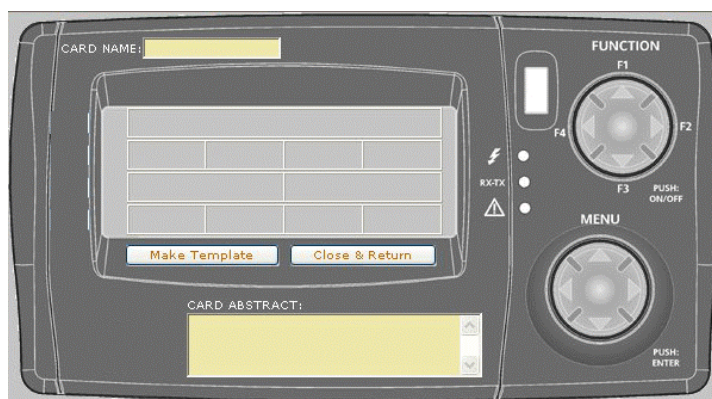 CARD NAME:
FUNCTION
F1
F4
F2
F3
PUSH:
ON/OFF
RX-TX
MENU
Make Template
Close & Return
CARD ABSTRACT:
PUSH:
ENTER